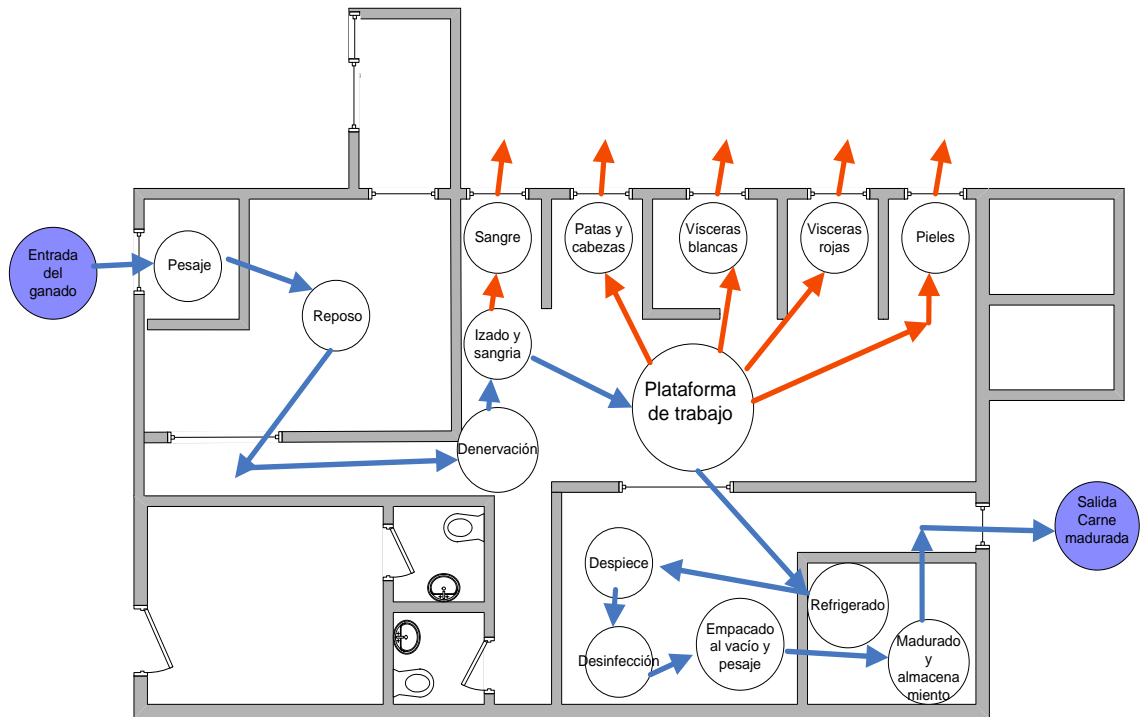 Entrada
del
ganado
Pesaje
Reposo
Sangre
Patas y
cabezas
Vísceras
blancas
Visceras
rojas
Pieles
Izado y
sangria
Denervación
Plataforma
de trabajo
Despiece
Desinfección
Empacado
al vacío y
pesaje
Refrigerado
Madurado
y
almacena
miento
Salida
Carne
madurada